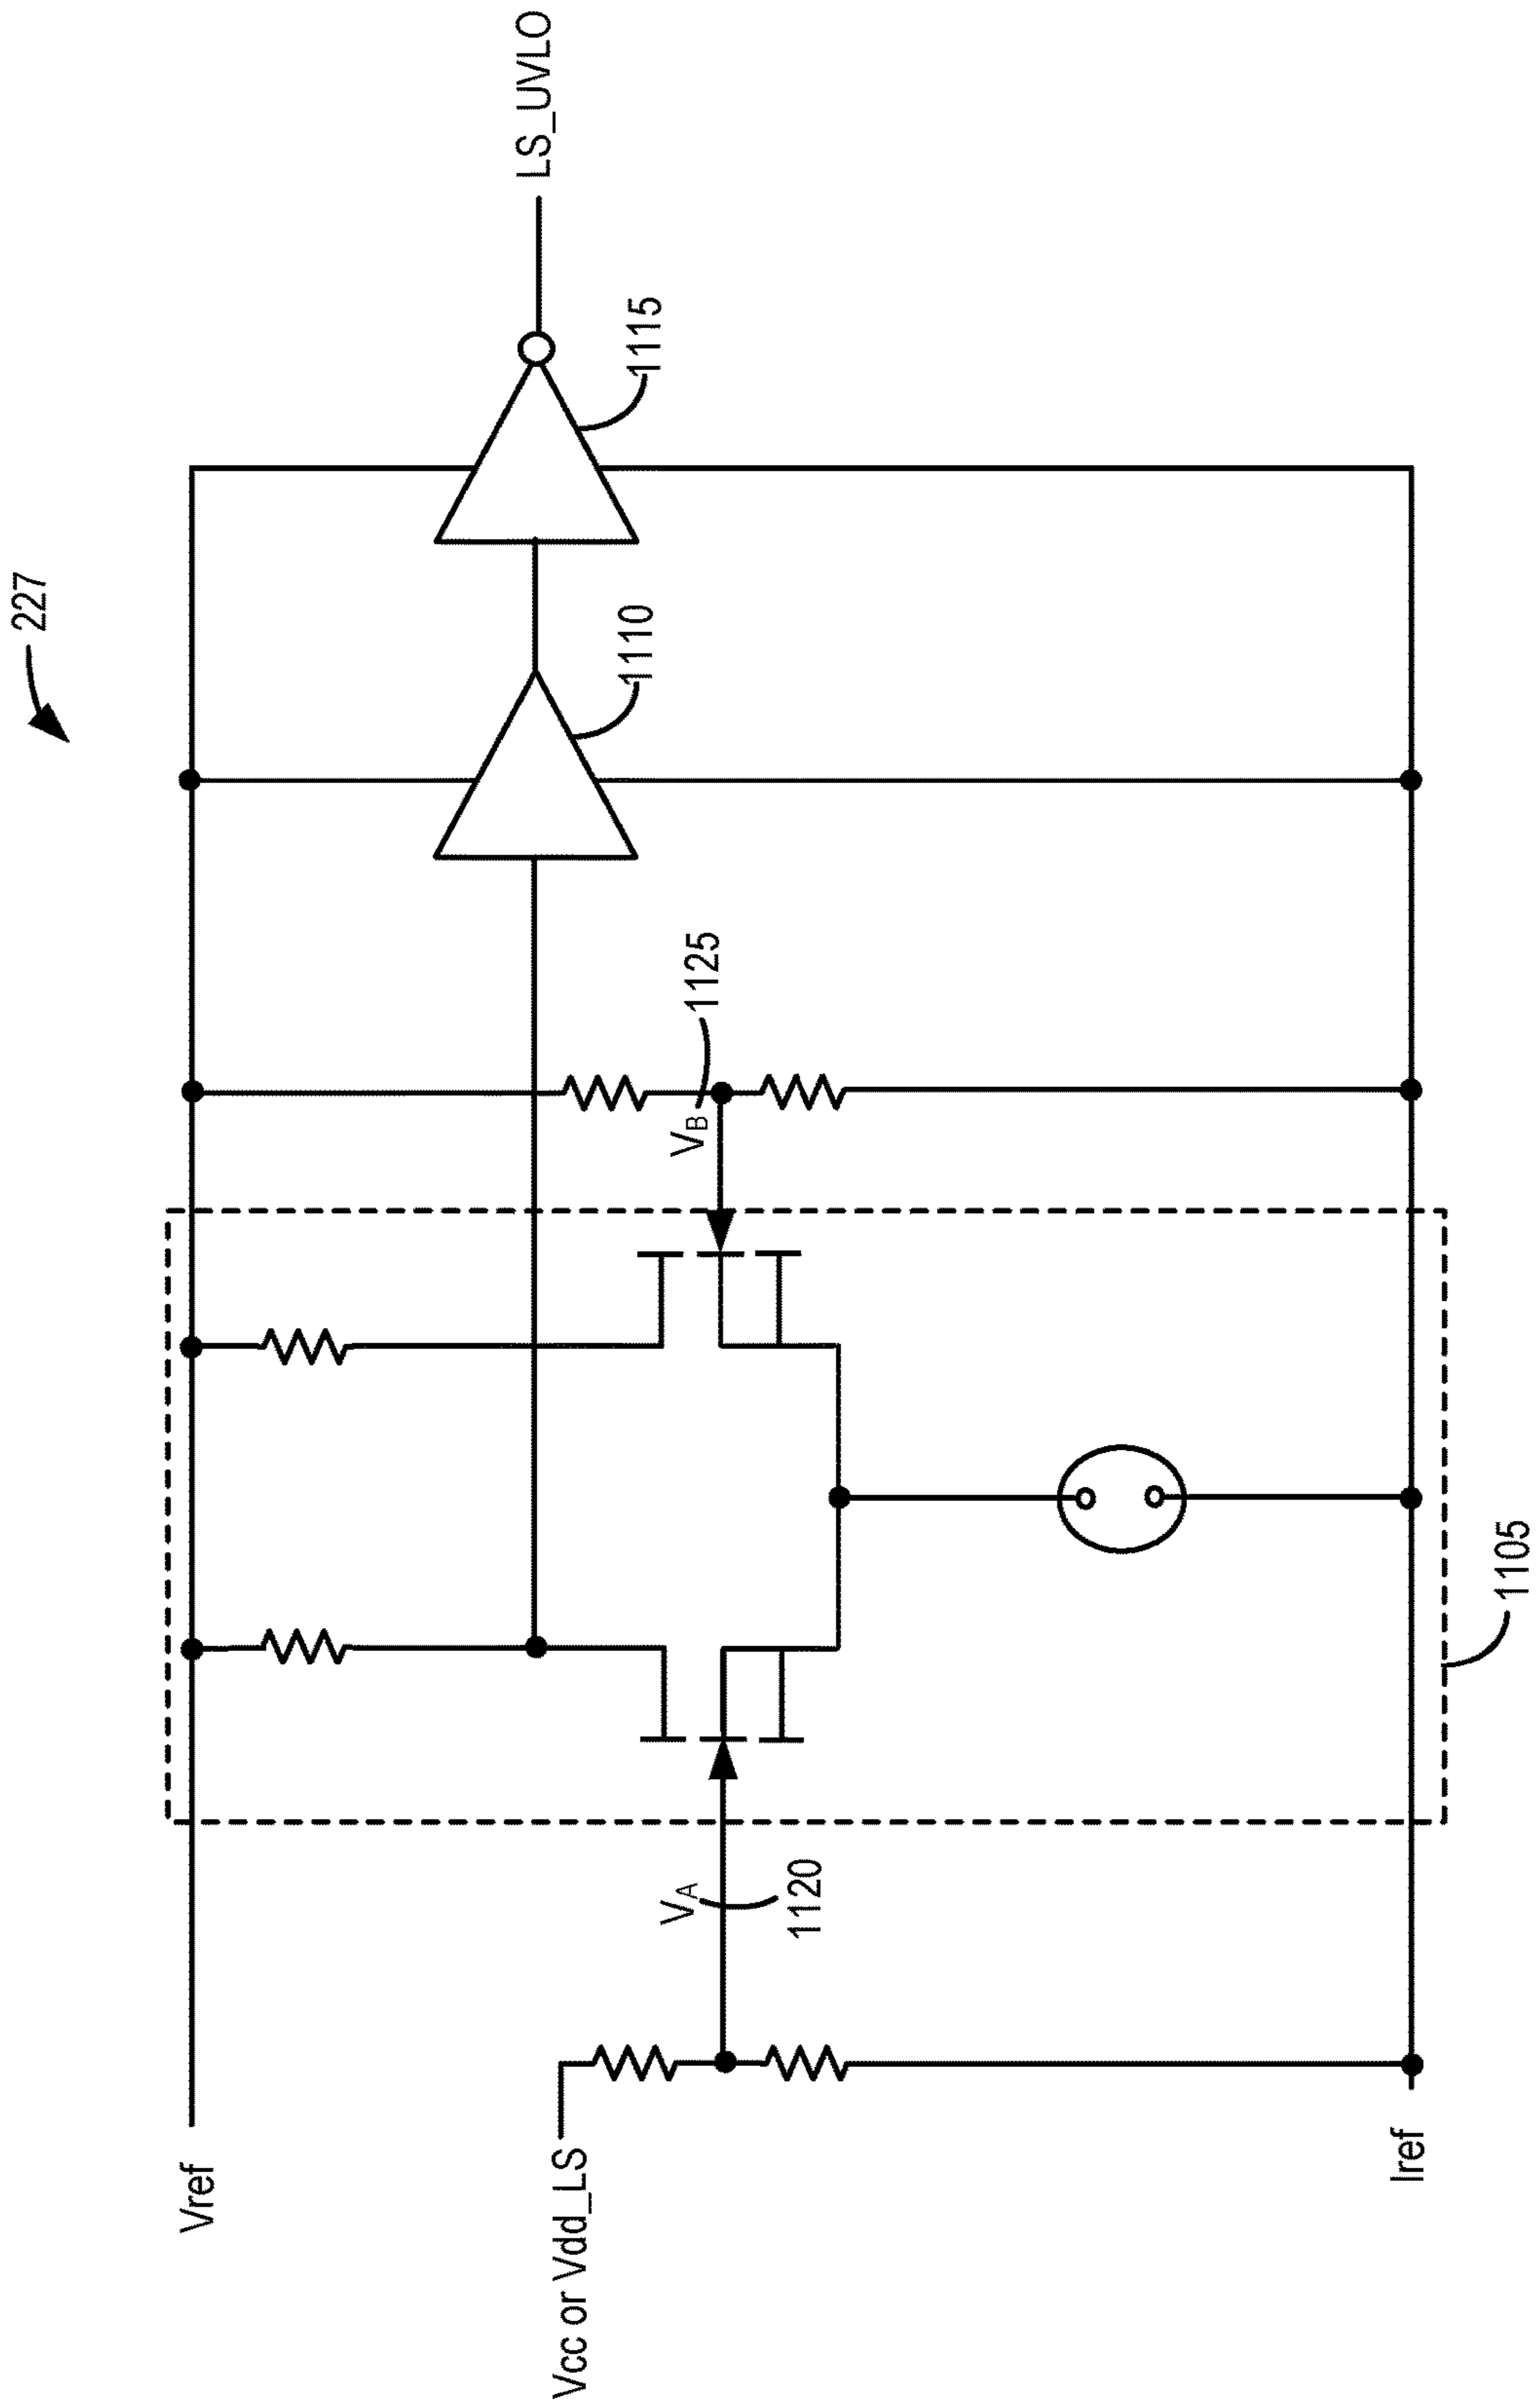 227
Vref
1110
1115
LS_UVLO
Vcc or Vdd_LS
VA
1120
VB
1125
Iref
1105